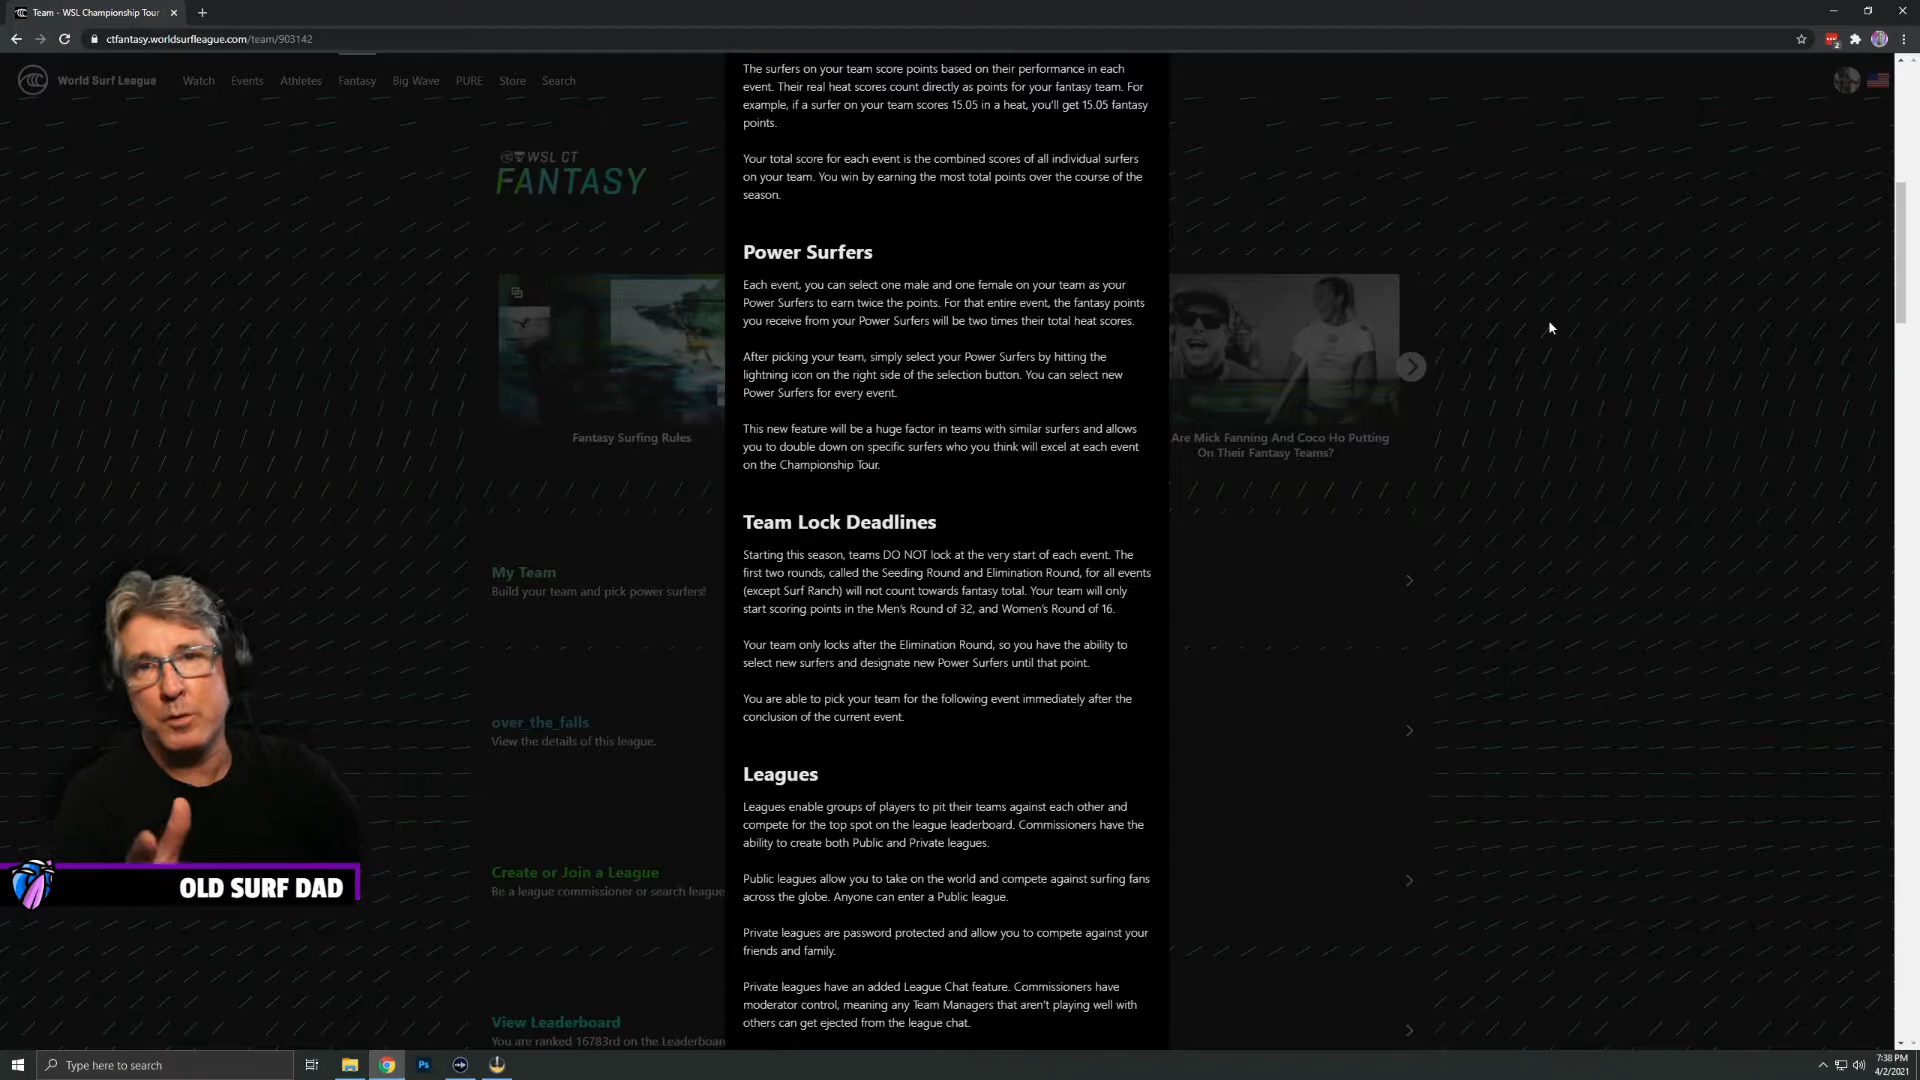 Team - WSL Championship Tour
ctfantasy.worldsurfleague.com/team/903142
World Surf League
Watch
Events
Athletes
Fantasy
Big Wave
PURE
Store
Search
The surfers on your team score points based on their performance in each
event. Their real heat scores count directly as points for your fantasy team. For
example, if a surfer on your team scores 15.05 in a heat, you'll get 15.05 fantasy
points.
Your total score for each event is the combined scores of all individual surfers
on your team. You win by earning the most total points over the course of the
season.
WSL CT
FANTASY
Power Surfers
Each event, you can select one male and one female on your team as your
Power Surfers to earn twice the points. For that entire event, the fantasy points
you receive from your Power Surfers will be two times their total heat scores.
After picking your team, simply select your Power Surfers by hitting the
lightning icon on the right side of the selection button. You can select new
Power Surfers for every event.
This new feature will be a huge factor in teams with similar surfers and allows
you to double down on specific surfers who you think will excel at each event
on the Championship Tour.
Fantasy Surfing Rules
Are Mick Fanning And Coco Ho Putting
On Their Fantasy Teams?
Team Lock Deadlines
Starting this season, teams DO NOT lock at the very start of each event. The
first two rounds, called the Seeding Round and Elimination Round, for all events
(except Surf Ranch) will not count towards fantasy total. Your team will only
start scoring points in the Men's Round of 32, and Women's Round of 16.
Your team only locks after the Elimination Round, so you have the ability to
select new surfers and designate new Power Surfers until that point.
You are able to pick your team for the following event immediately after the
conclusion of the current event.
My Team
Build your team and pick power surfers!
over_the_falls
View the details of this league.
Leagues
Leagues enable groups of players to pit their teams against each other and
compete for the top spot on the league leaderboard. Commissioners have the
ability to create both Public and Private leagues.
Public leagues allow you to take on the world and compete against surfing fans
across the globe. Anyone can enter a Public league.
Private leagues are password protected and allow you to compete against your
friends and family.
Private leagues have an added League Chat feature. Commissioners have
moderator control, meaning any Team Managers that aren't playing well with
others can get ejected from the league chat.
Create or Join a League
Be a league commissioner or search league
View Leaderboard
You are ranked 16783rd on the Leaderboar
OLD SURF DAD
Type here to search
Ps
7:38 PM
4/2/2021
2